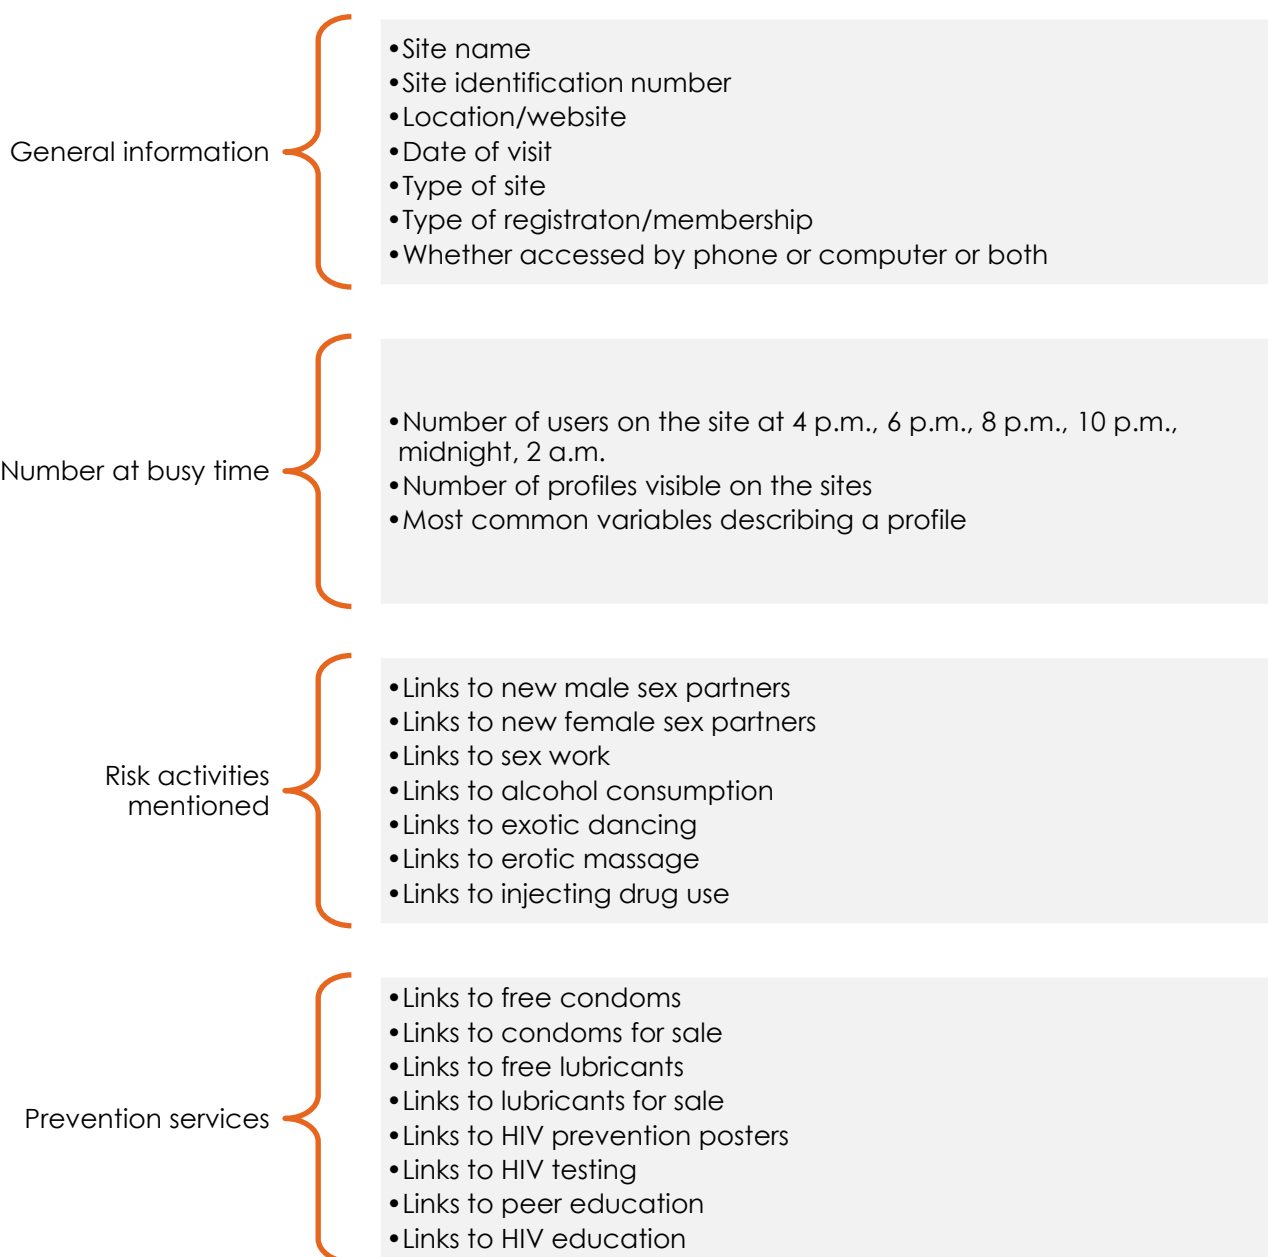 General information
•Site name
•Site identification number
•Location/website
•Date of visit
•Type of site
•Type of registraton/membership
•Whether accessed by phone or computer or both
Number at busy time
•Number of users on the site at 4 p.m., 6 p.m., 8 p.m., 10 p.m.,
midnight, 2 a.m.
•Number of profiles visible on the sites
•Most common variables describing a profile
Risk activities
mentioned
•Links to new male sex partners
•Links to new female sex partners
•Links to sex work
•Links to alcohol consumption
•Links to exotic dancing
•Links to erotic massage
•Links to injecting drug use
Prevention services
•Links to free condoms
•Links to condoms for sale
•Links to free lubricants
•Links to lubricants for sale
•Links to HIV prevention posters
•Links to HIV testing
•Links to peer education
•Links to HIV education